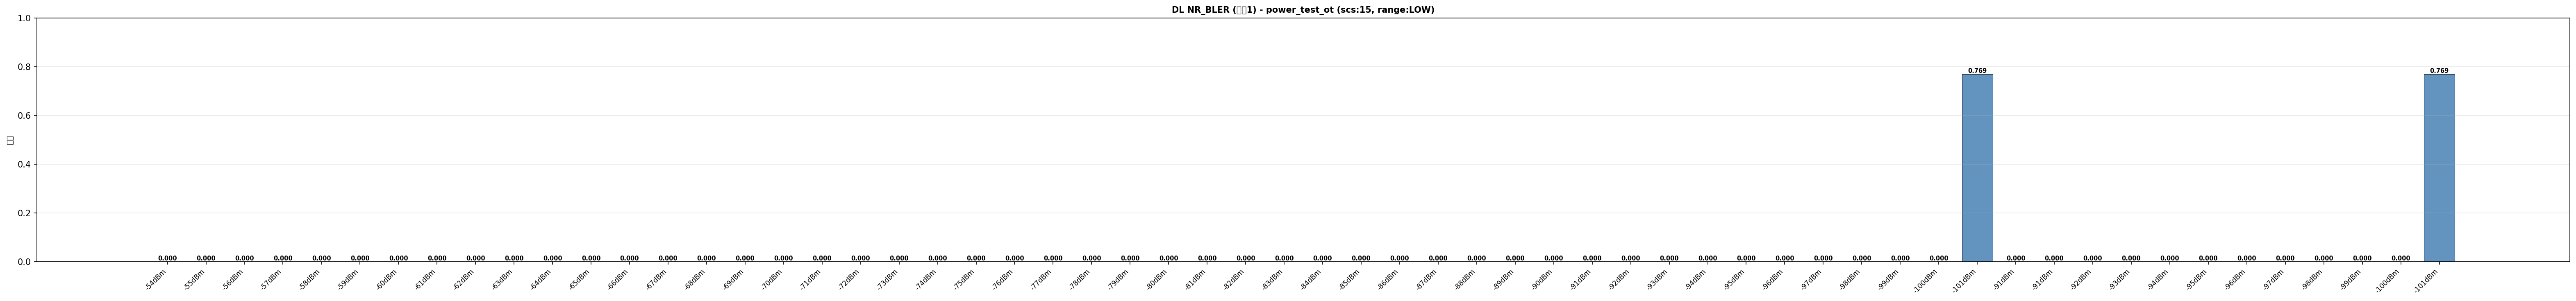 DL NR_BLER (▯▯1) - power_test_ot (scs:15, range:LOW)
1.0
0.8
0.6
0.4
0.2
0.0
0.000 0.000 0.000 0.000 0.000 0.000 0.000 0.000 0.000 0.000 0.000 0.000 0.000 0.000 0.000 0.000 0.000 0.000 0.000 0.000 0.000 0.000 0.000 0.000 0.000 0.000 0.000 0.000 0.000 0.000 0.000 0.000 0.000 0.000 0.000 0.000 0.000 0.000 0.000 0.000 0.000 0.000 0.000 0.000 0.000 0.000 0.000 0.769 0.000 0.000 0.000 0.000 0.000 0.000 0.000 0.000 0.000 0.000 0.000 0.769
-54dBm -55dBm -56dBm -57dBm -58dBm -59dBm -60dBm -61dBm -62dBm -63dBm -64dBm -65dBm -66dBm -67dBm -68dBm -69dBm -70dBm -71dBm -72dBm -73dBm -74dBm -75dBm -76dBm -77dBm -78dBm -79dBm -80dBm -81dBm -82dBm -83dBm -84dBm -85dBm -86dBm -87dBm -88dBm -89dBm -90dBm -91dBm -92dBm -93dBm -94dBm -95dBm -96dBm -97dBm -98dBm -99dBm -100dBm -101dBm -91dBm -91dBm -92dBm -93dBm -94dBm -95dBm -96dBm -97dBm -98dBm -99dBm -100dBm -101dBm